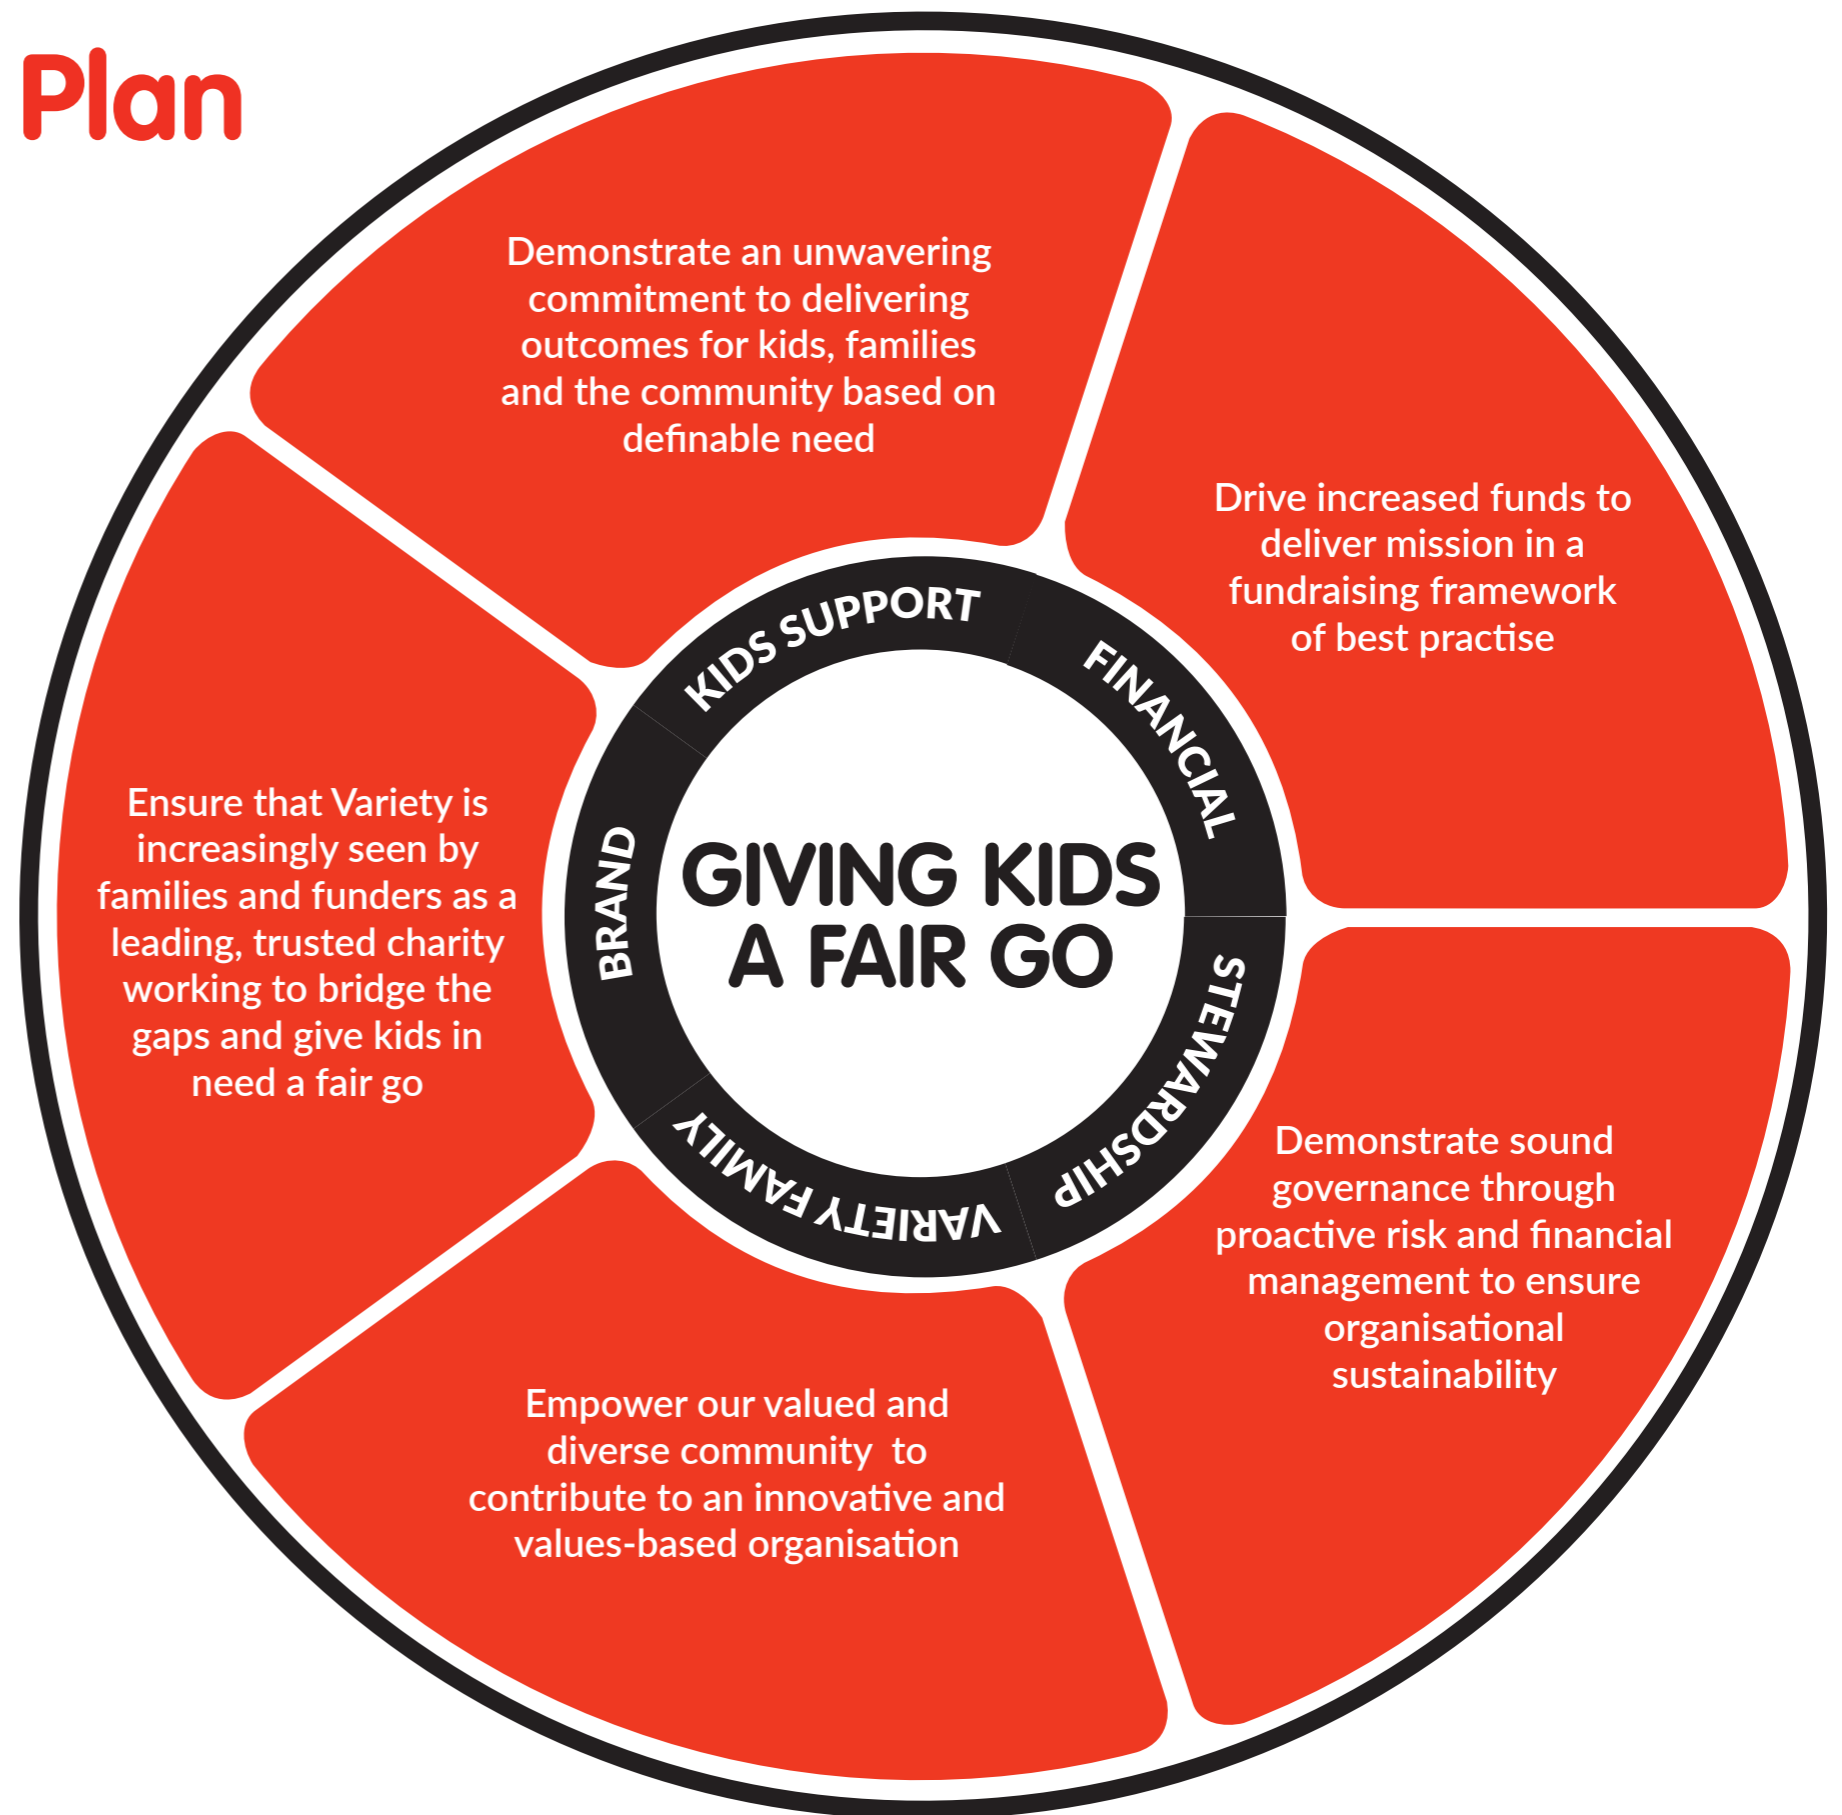 Plan
Demonstrate an unwavering
commitment to delivering
outcomes for kids, families
and the community based on
definable need
Drive increased funds to
deliver mission in a
fundraising framework
of best practise
Demonstrate sound
governance through
proactive risk and financial
management to ensure
organisational
sustainability
Empower our valued and
diverse community to
contribute to an innovative and
values-based organisation
Ensure that Variety is
increasingly seen by
families and funders as a
leading, trusted charity
working to bridge the
gaps and give kids in
need a fair go
KIDS SUPPORT
FINANCIAL
STEWARDSHIP
VARIETY FAMILY
BRAND
GIVING KIDS
A FAIR GO